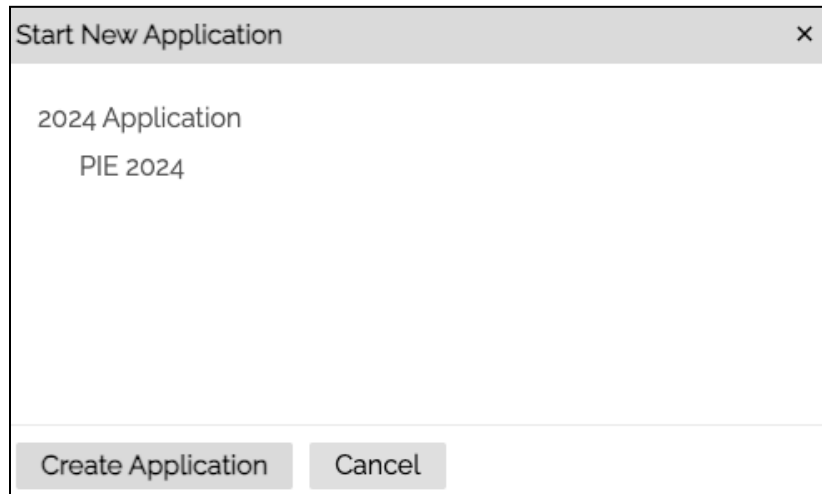 Start New Application ×
2024 Application
PIE 2024
Create Application Cancel